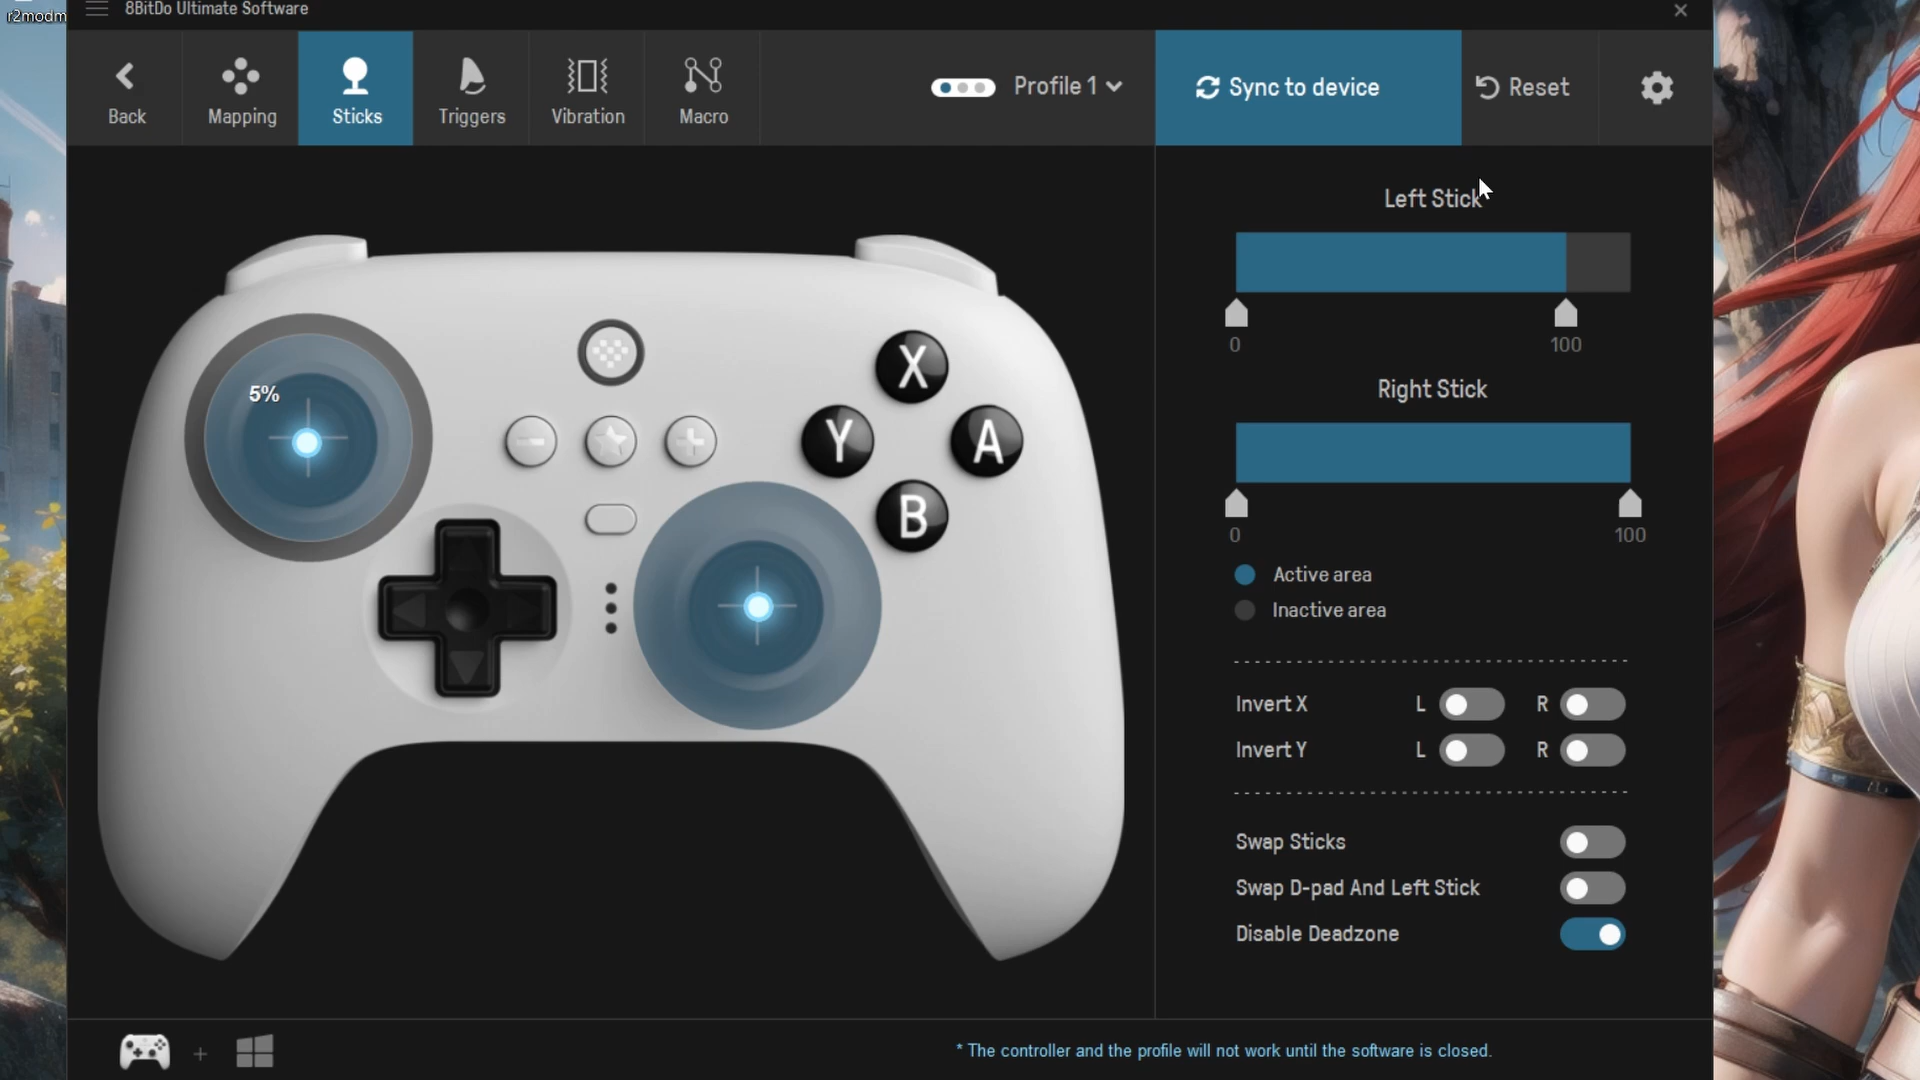 r2modm
8BitDo Ultimate Software
Back
Mapping
Sticks
Triggers
Vibration
Macro
Profile 1
Sync to device
Reset
Left Stick
0
100
Right Stick
0
100
Active area
Inactive area
Invert X
L
R
Invert Y
L
R
Swap Sticks
Swap D-pad And Left Stick
Disable Deadzone
5%
X
Y
A
B
* The controller and the profile will not work until the software is closed.